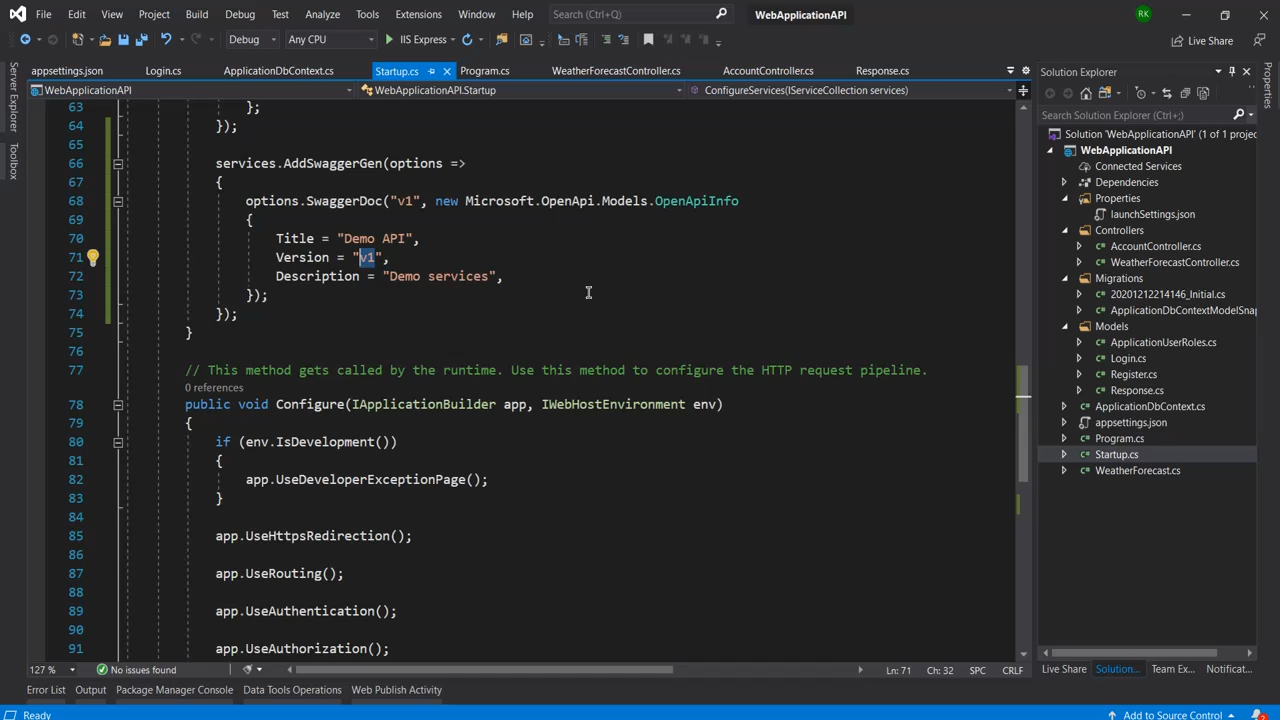 File Edit View Project Build Debug Test Analyze Tools Extensions Window Help Search (Ctrl+Q) WebApplicationAPI RK
Debug Any CPU IIS Express Live Share
appsettings.json Login.cs ApplicationDbContext.cs Startup.cs Program.cs WeatherForecastController.cs AccountController.cs Response.cs
WebApplicationAPI WebApplicationAPI.Startup ConfigureServices(IServiceCollection services)
Server Explorer
Toolbox
63 };
64 });
65
66 services.AddSwaggerGen(options =>
67 {
68 options.SwaggerDoc("v1", new Microsoft.OpenApi.Models.OpenApiInfo
69 {
70 Title = "Demo API",
71 Version = "v1",
72 Description = "Demo services",
73 });
74 });
75 }
76
77 // This method gets called by the runtime. Use this method to configure the HTTP request pipeline.
0 references
78 public void Configure(IApplicationBuilder app, IWebHostEnvironment env)
79 {
80 if (env.IsDevelopment())
81 {
82 app.UseDeveloperExceptionPage();
83 }
84
85 app.UseHttpsRedirection();
86
87 app.UseRouting();
88
89 app.UseAuthentication();
90
91 app.UseAuthorization();
127 % No issues found Ln: 71 Ch: 32 SPC CRLF
Solution Explorer
Search Solution Explorer (Ctrl+;)
Solution 'WebApplicationAPI' (1 of 1 projec
WebApplicationAPI
Connected Services
Dependencies
Properties
launchSettings.json
Controllers
AccountController.cs
WeatherForecastController.cs
Migrations
20201212214146_Initial.cs
ApplicationDbContextModelSnap
Models
ApplicationUserRoles.cs
Login.cs
Register.cs
Response.cs
ApplicationDbContext.cs
appsettings.json
Program.cs
Startup.cs
WeatherForecast.cs
Live Share Solution... Team Ex... Notificat...
Properties
Error List Output Package Manager Console Data Tools Operations Web Publish Activity
Ready Add to Source Control